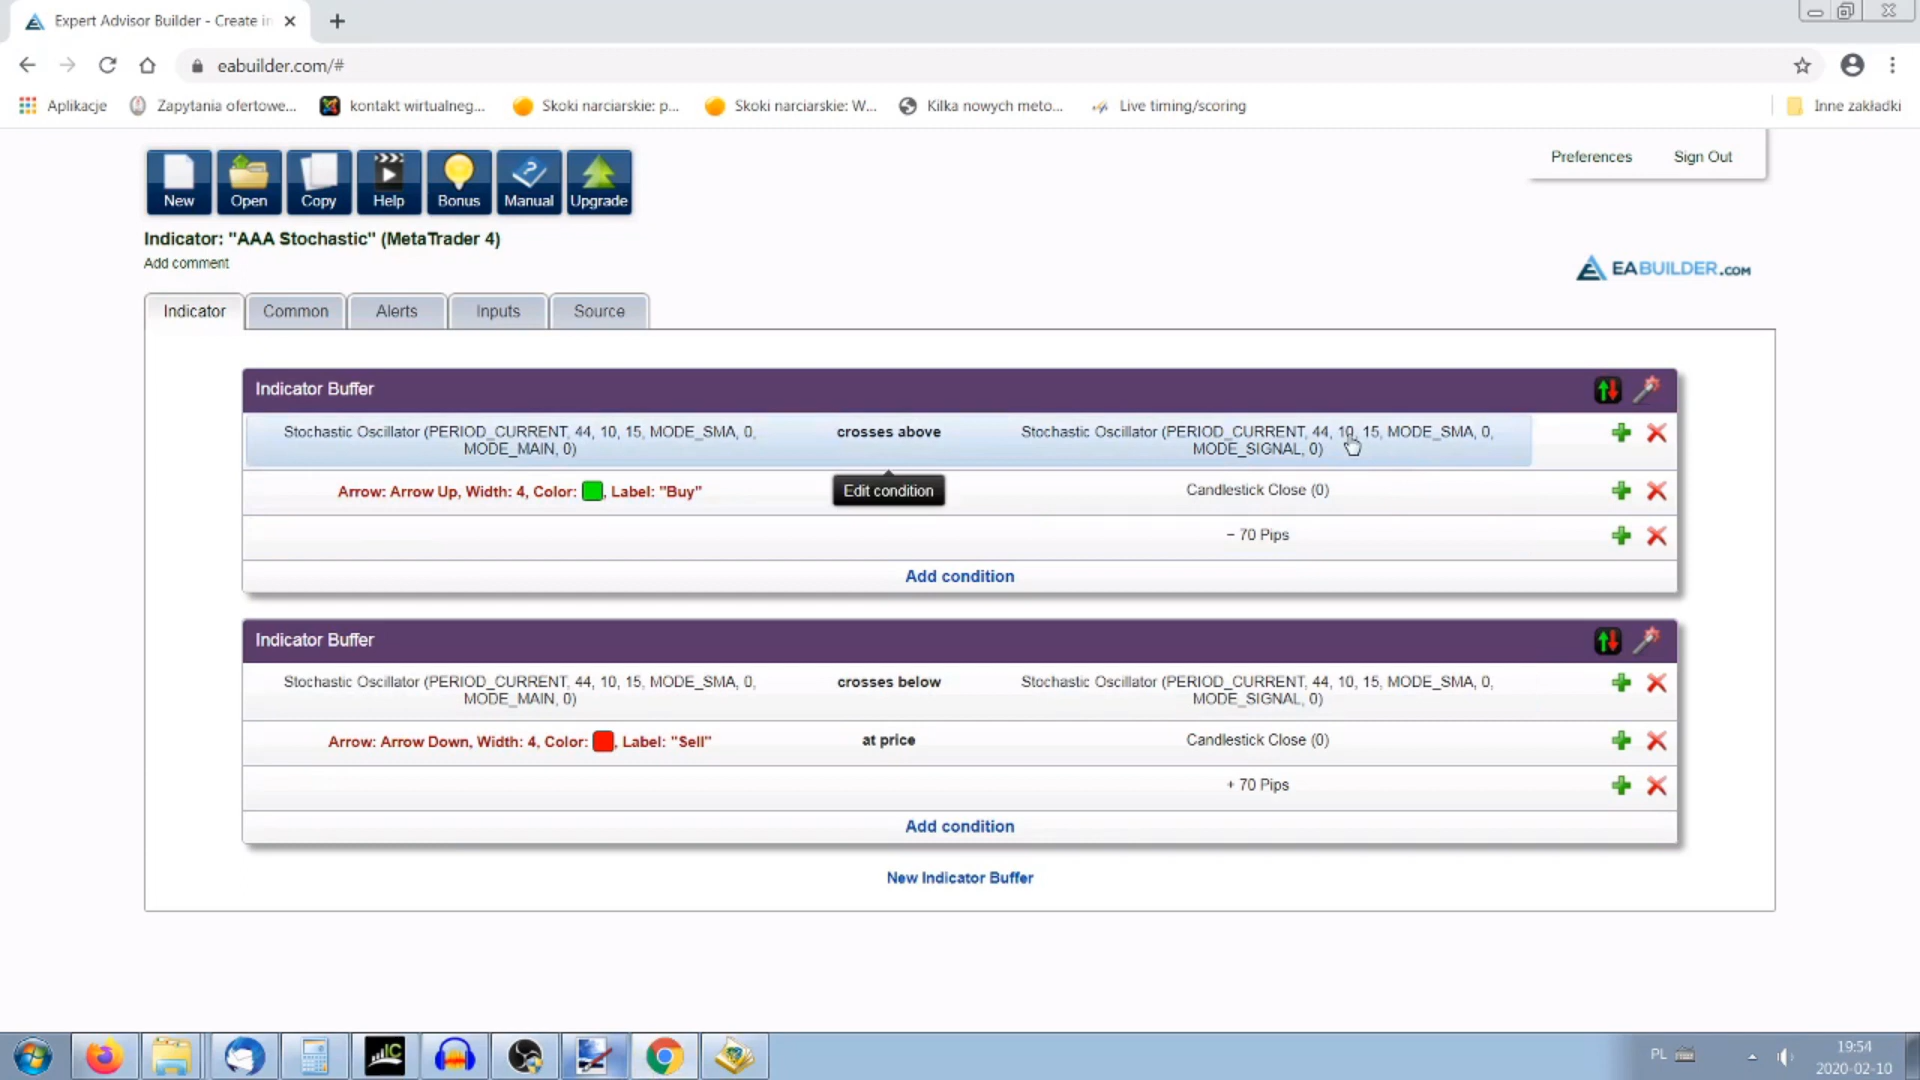 Expert Advisor Builder - Create in
eabuilder.com/#
Aplikacje
Zapytania ofertowe...
kontakt wirtualneg...
Skoki narciarskie: p...
Skoki narciarskie: W...
Kilka nowych meto...
Live timing/scoring
Inne zakładki
New
Open
Copy
Help
Bonus
Manual
Upgrade
Preferences
Sign Out
Indicator: "AAA Stochastic" (MetaTrader 4)
Add comment
EABUILDER.COM
Indicator
Common
Alerts
Inputs
Source
Indicator Buffer
Stochastic Oscillator (PERIOD_CURRENT, 44, 10, 15, MODE_SMA, 0,
MODE_MAIN, 0)
crosses above
Stochastic Oscillator (PERIOD_CURRENT, 44, 10, 15, MODE_SMA, 0,
MODE_SIGNAL, 0)
Arrow: Arrow Up, Width: 4, Color: , Label: "Buy"
Edit condition
Candlestick Close (0)
− 70 Pips
Add condition
Indicator Buffer
Stochastic Oscillator (PERIOD_CURRENT, 44, 10, 15, MODE_SMA, 0,
MODE_MAIN, 0)
crosses below
Stochastic Oscillator (PERIOD_CURRENT, 44, 10, 15, MODE_SMA, 0,
MODE_SIGNAL, 0)
Arrow: Arrow Down, Width: 4, Color: , Label: "Sell"
at price
Candlestick Close (0)
+ 70 Pips
Add condition
New Indicator Buffer
IC
PL
19:54
2020-02-10